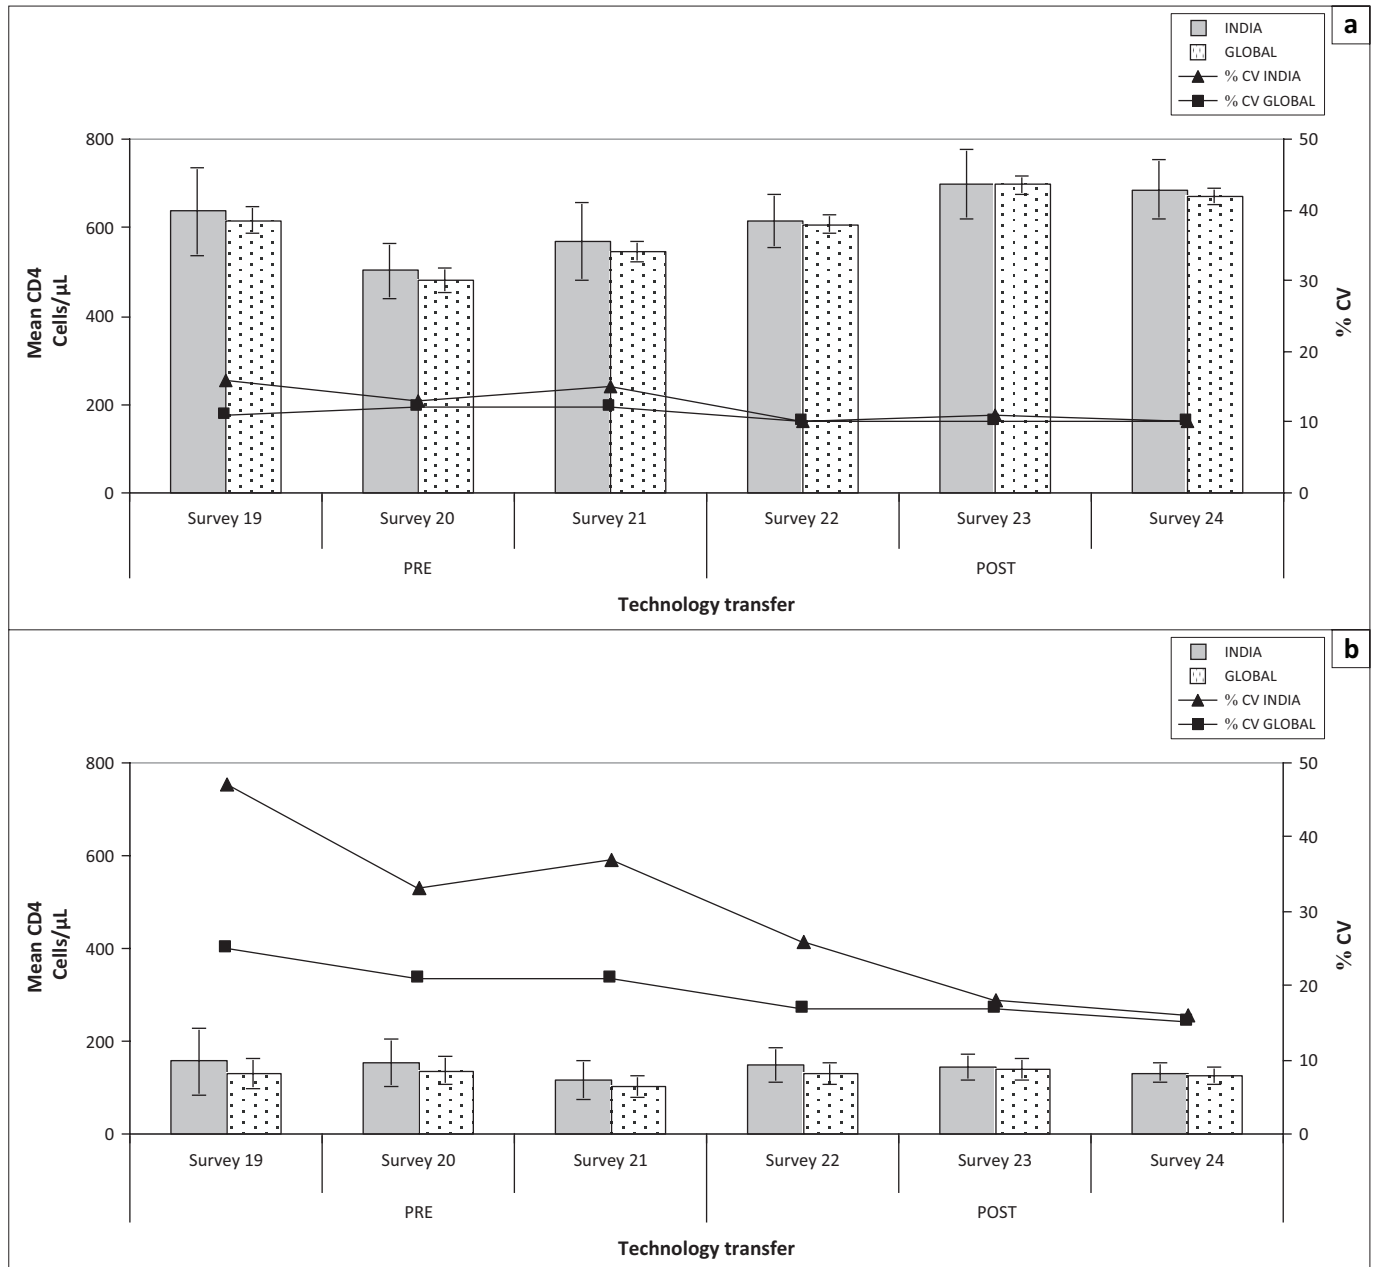 a
INDIA
GLOBAL
% CV INDIA
% CV GLOBAL
800
600
400
200
0
Mean CD4
Cells/µL
50
40
30
20
10
0
% CV
Survey 19
Survey 20
Survey 21
Survey 22
Survey 23
Survey 24
PRE
POST
Technology transfer
b
INDIA
GLOBAL
% CV INDIA
% CV GLOBAL
800
600
400
200
0
Mean CD4
Cells/µL
50
40
30
20
10
0
% CV
Survey 19
Survey 20
Survey 21
Survey 22
Survey 23
Survey 24
PRE
POST
Technology transfer